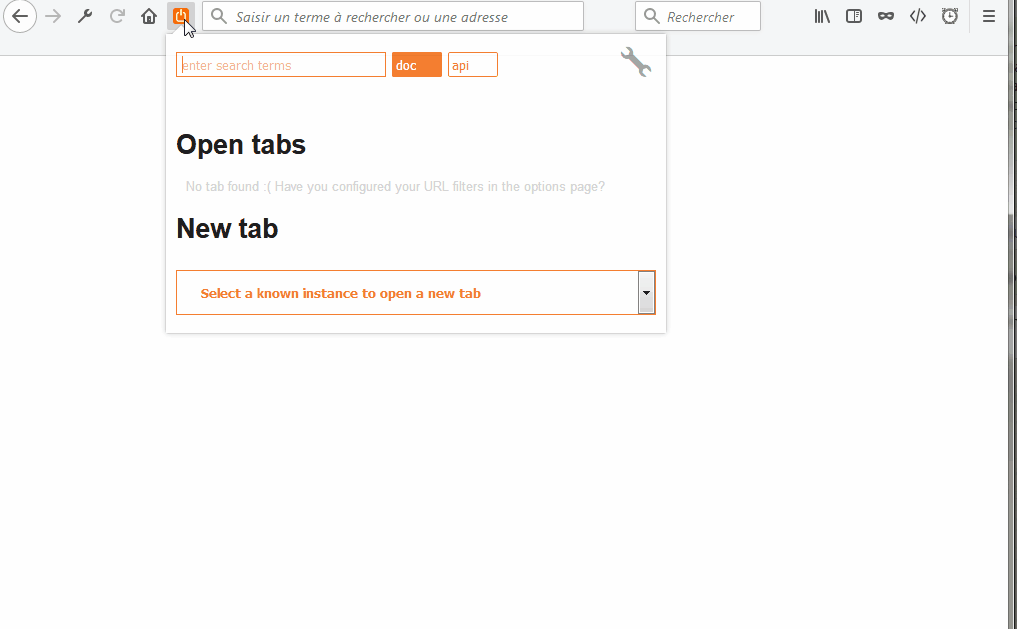 Saisir un terme à rechercher ou une adresse
Rechercher
enter search terms
doc
api
Open tabs
No tab found :( Have you configured your URL filters in the options page?
New tab
Select a known instance to open a new tab